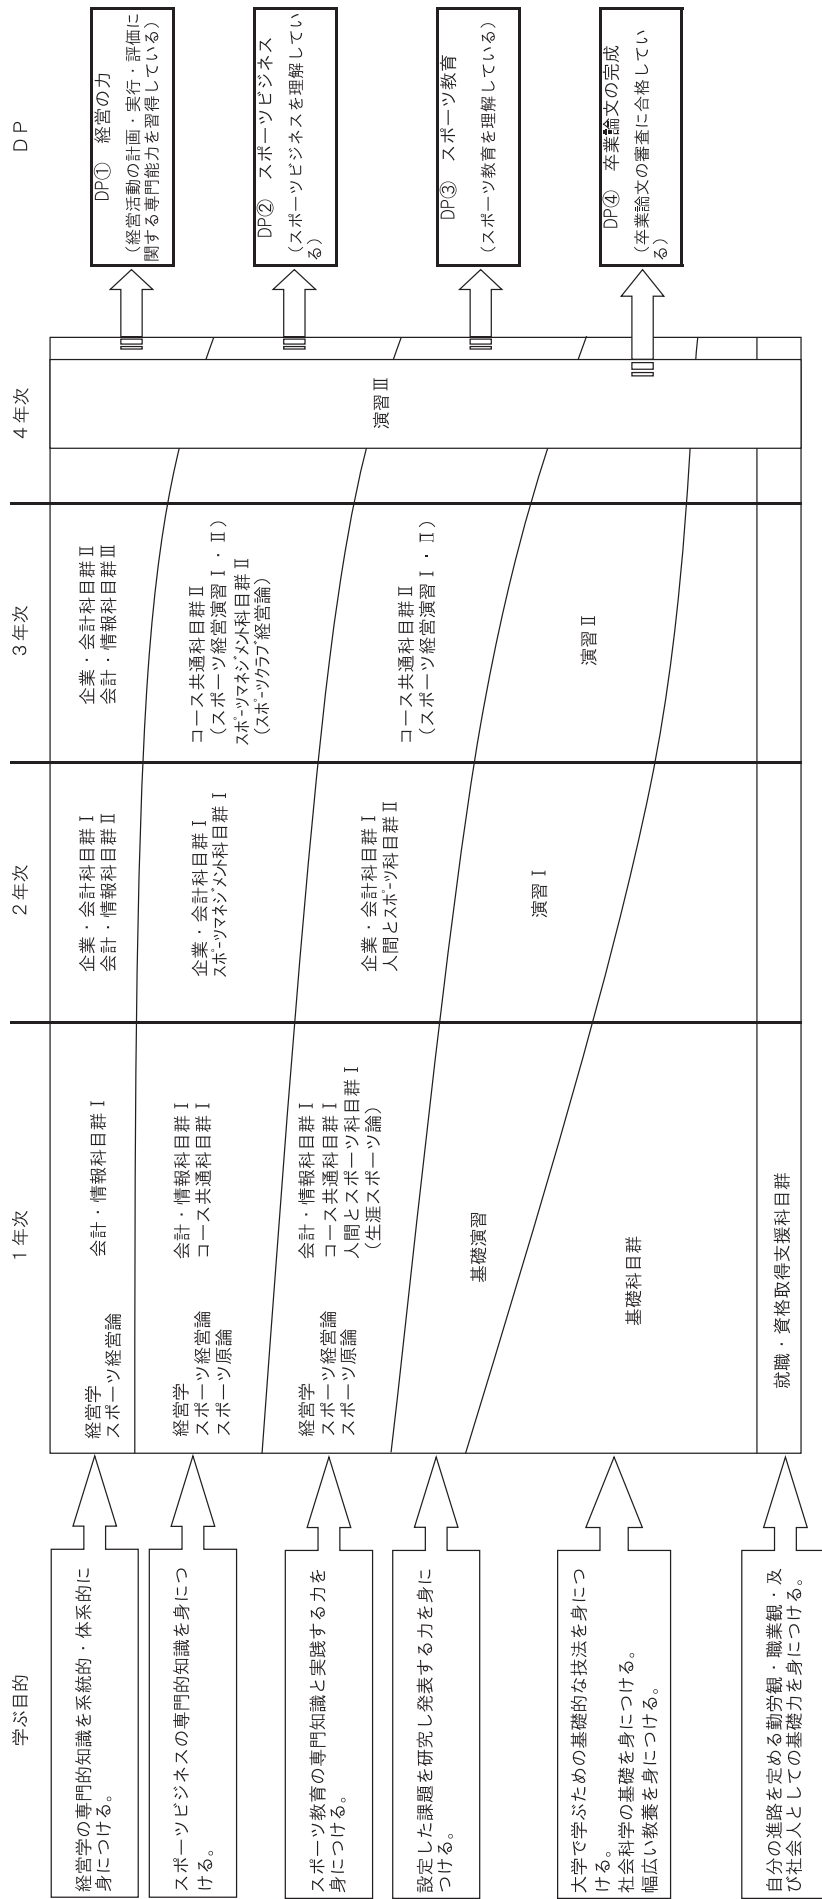 学ぶ目的
1年次
2年次
3年次
4年次
DP
経営学の専門的知識を系統的・体系的に
身につける。
経営学
スポーツ経営論
会計・情報科目群Ⅰ
企業・会計科目群Ⅰ
会計・情報科目群Ⅱ
企業・会計科目群Ⅱ
会計・情報科目群Ⅲ
DP① 経営の力
(経営活動の計画・実行・評価に
関する専門能力を習得している)
スポーツビジネスの専門的知識を身につ
ける。
経営学
スポーツ経営論
スポーツ原論
会計・情報科目群Ⅰ
コース共通科目群Ⅰ
企業・会計科目群Ⅰ
スポーツマネジメント科目群Ⅰ
コース共通科目群Ⅱ
(スポーツ経営演習Ⅰ・Ⅱ)
スポーツマネジメント科目群Ⅱ
(スポーツクラブ経営論)
DP② スポーツビジネス
(スポーツビジネスを理解してい
る)
スポーツ教育の専門知識と実践する力を
身につける。
経営学
スポーツ経営論
スポーツ原論
会計・情報科目群Ⅰ
コース共通科目群Ⅰ
人間とスポーツ科目群Ⅰ
(生涯スポーツ論)
企業・会計科目群Ⅰ
人間とスポーツ科目群Ⅱ
コース共通科目群Ⅱ
(スポーツ経営演習Ⅰ・Ⅱ)
演習Ⅲ
DP③ スポーツ教育
(スポーツ教育を理解している)
設定した課題を研究し発表する力を身に
つける。
基礎演習
演習Ⅰ
演習Ⅱ
DP④ 卒業論文の完成
(卒業論文の審査に合格してい
る)
大学で学ぶための基礎的な技法を身につ
ける。
社会科学の基礎を身につける。
幅広い教養を身につける。
基礎科目群
自分の進路を定める勤労観・職業観・及
び社会人としての基礎力を身につける。
就職・資格取得支援科目群